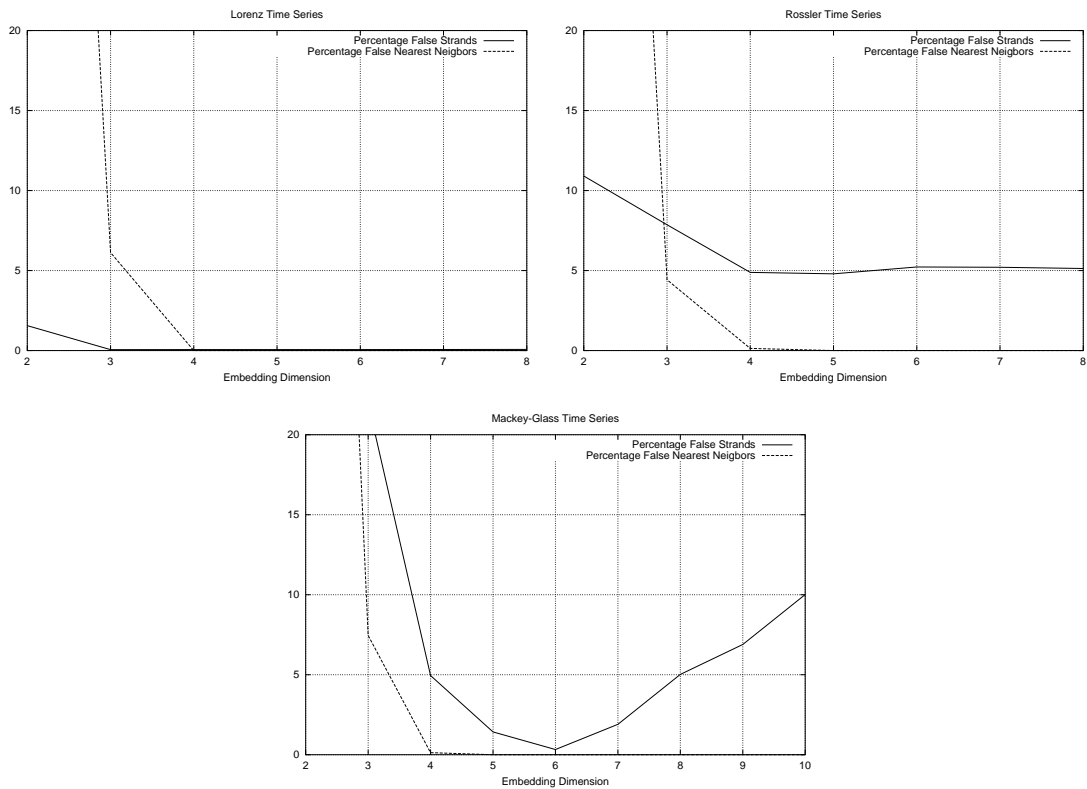 Lorenz Time Series
20
15
10
5
0
Percentage False Strands
Percentage False Nearest Neigbors
2 3 4 5 6 7 8
Embedding Dimension
Rossler Time Series
20
15
10
5
0
Percentage False Strands
Percentage False Nearest Neigbors
2 3 4 5 6 7 8
Embedding Dimension
Mackey-Glass Time Series
20
15
10
5
0
Percentage False Strands
Percentage False Nearest Neigbors
2 3 4 5 6 7 8 9 10
Embedding Dimension